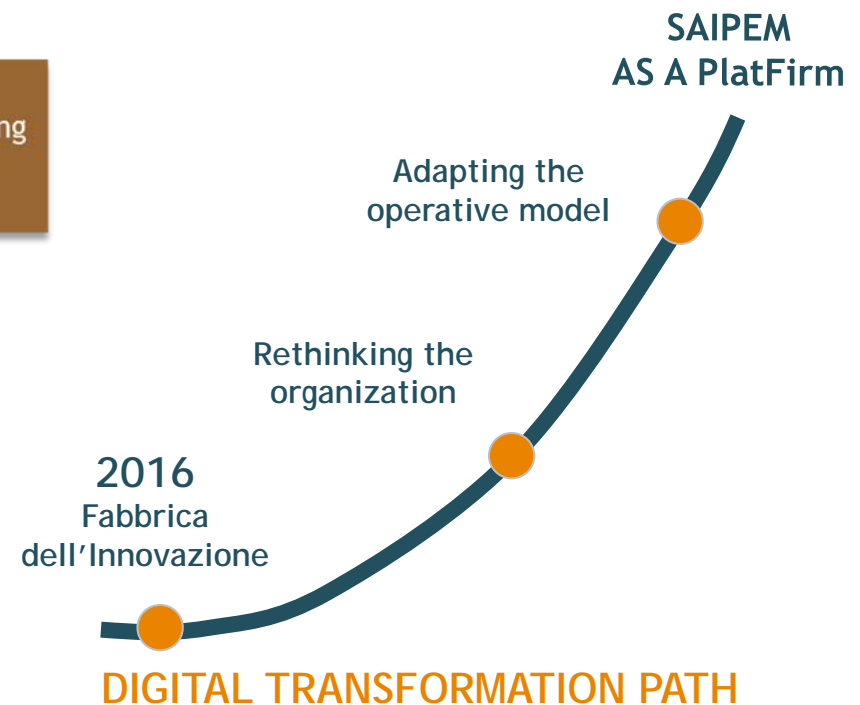 SAIPEM
AS A PlatFirm
Adapting the
operative model
Rethinking the
organization
2016
Fabbrica
dell'Innovazione
DIGITAL TRANSFORMATION PATH